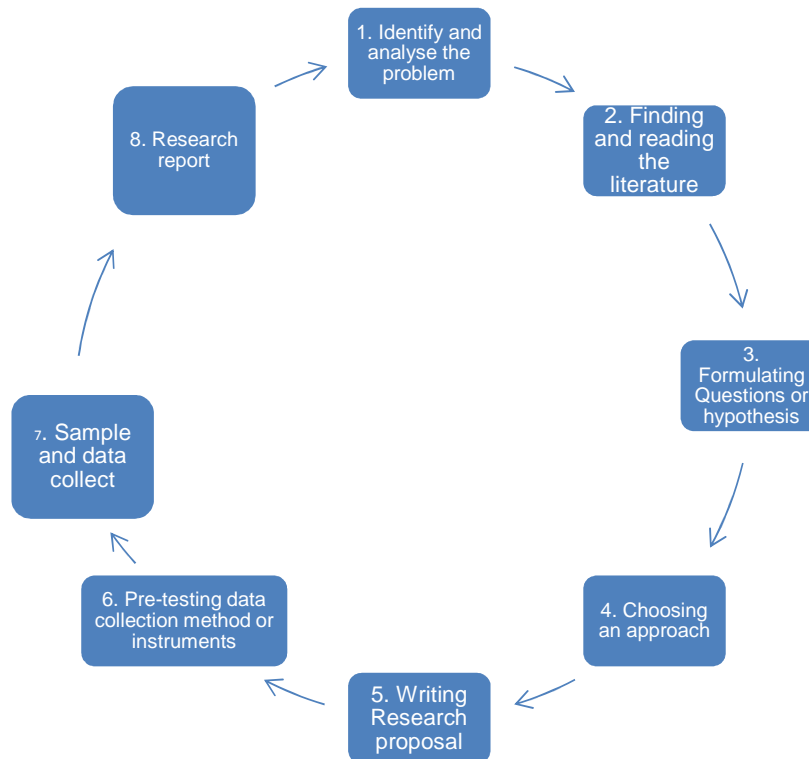 1. Identify and
analyse the
problem
2. Finding
and reading
the
literature
3.
Formulating
Questions or
hypothesis
4. Choosing
an approach
5. Writing
Research
proposal
6. Pre-testing data
collection method or
instruments
7. Sample
and data
collect
8. Research
report